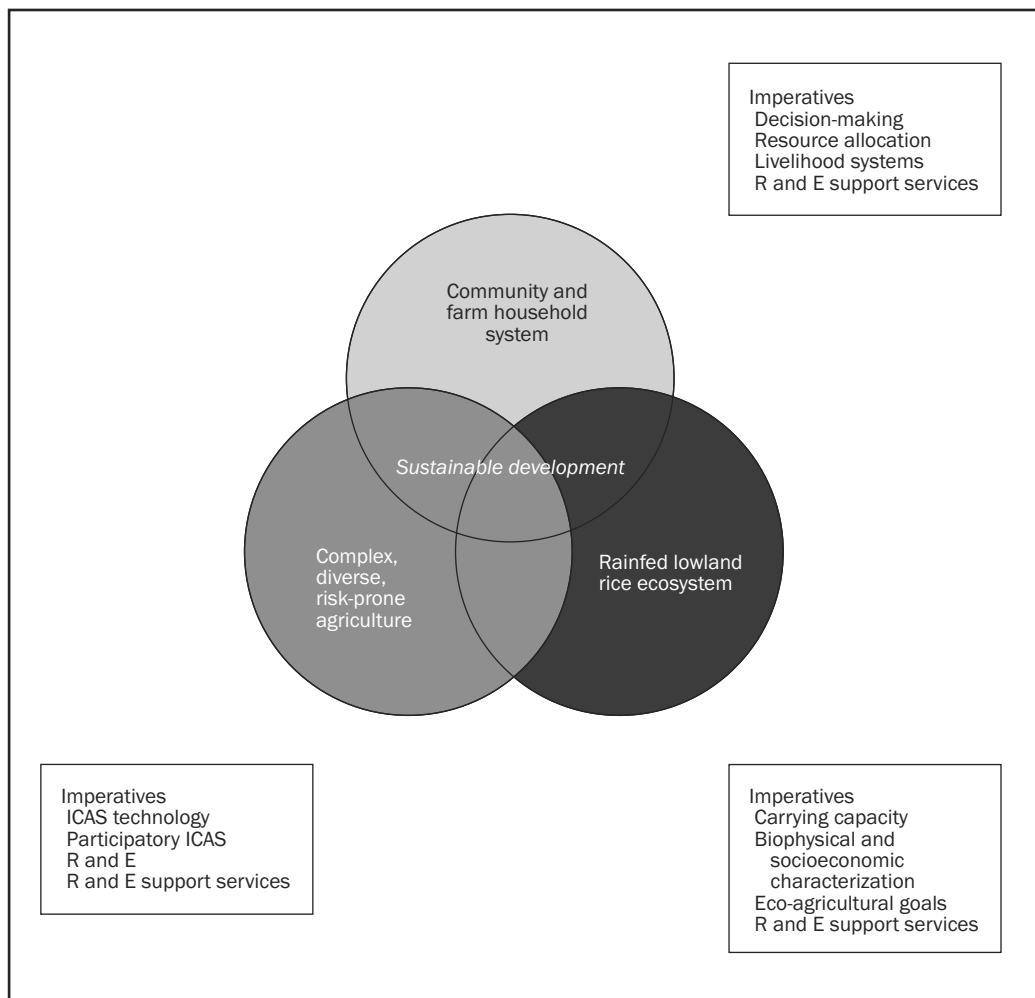 Imperatives
Decision-making
Resource allocation
Livelihood systems
R and E support services
Community and
farm household
system
Sustainable development
Complex,
diverse,
risk-prone
agriculture
Rainfed lowland
rice ecosystem
Imperatives
ICAS technology
Participatory ICAS
R and E
R and E support services
Imperatives
Carrying capacity
Biophysical and
socioeconomic
characterization
Eco-agricultural goals
R and E support services